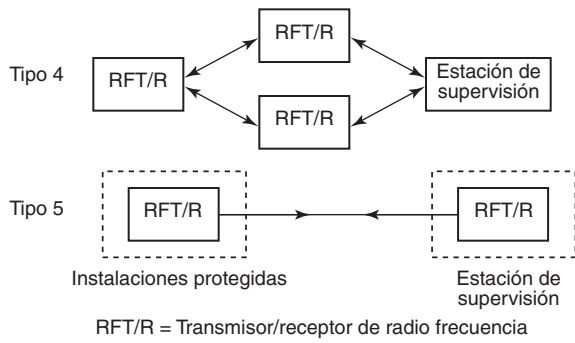 RFT/R
Tipo 4
RFT/R
Estación de
supervisión
RFT/R
Tipo 5
RFT/R
RFT/R
Instalaciones protegidas
Estación de
supervisión
RFT/R = Transmisor/receptor de radio frecuencia